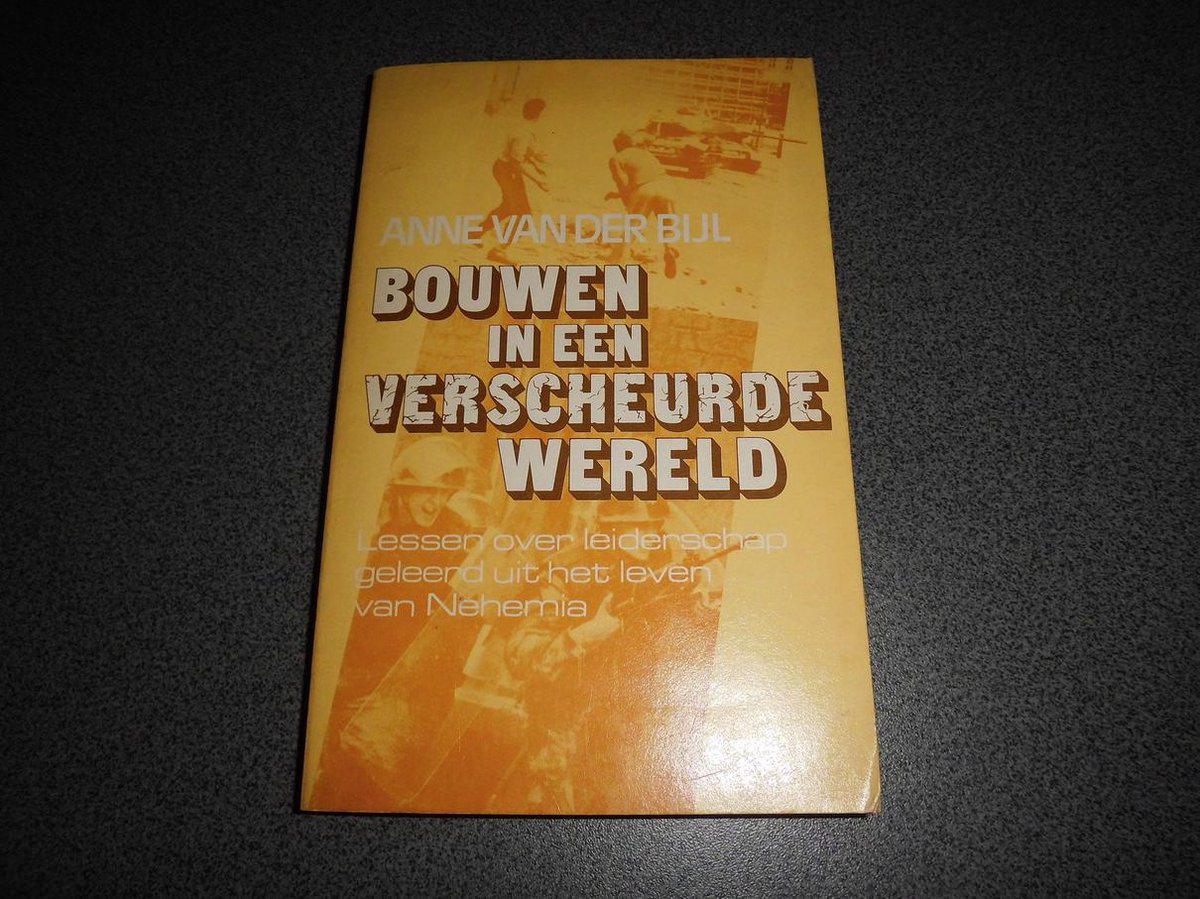 ANNE VAN DER BIJL
BOUWEN
IN EEN
VERSCHEURDE
WERELD
Lessen over leiderschap
geleerd uit het leven
van Nehemia